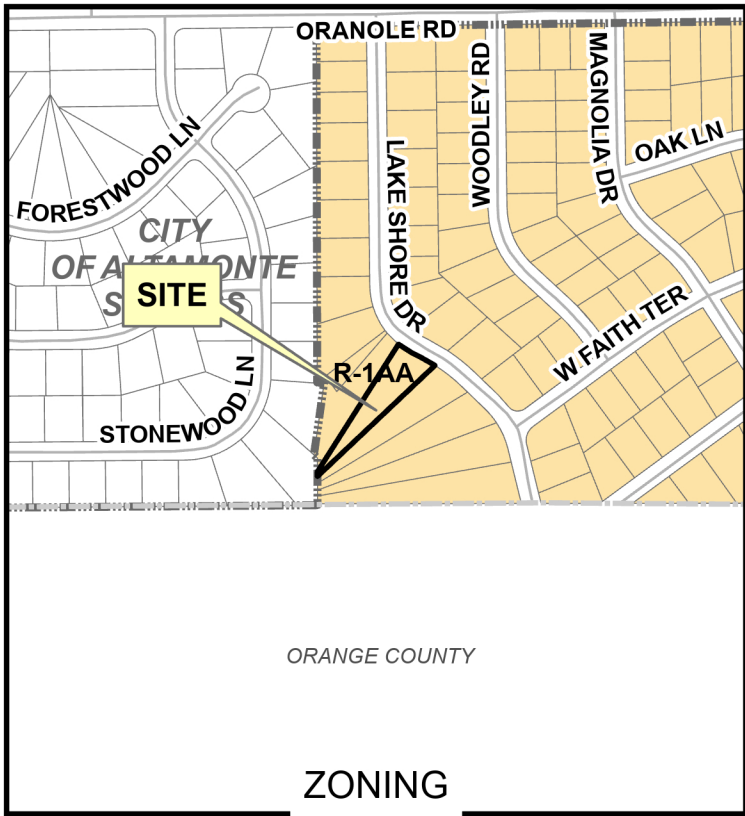 ORANOLE RD
FORESTWOOD LN
LAKE SHORE DR
WOODLEY RD
MAGNOLIA DR
OAK LN
CITY
OF ALTAMONTE
SITE
R-1AA
W FAITH TER
STONEWOOD LN
ORANGE COUNTY
ZONING